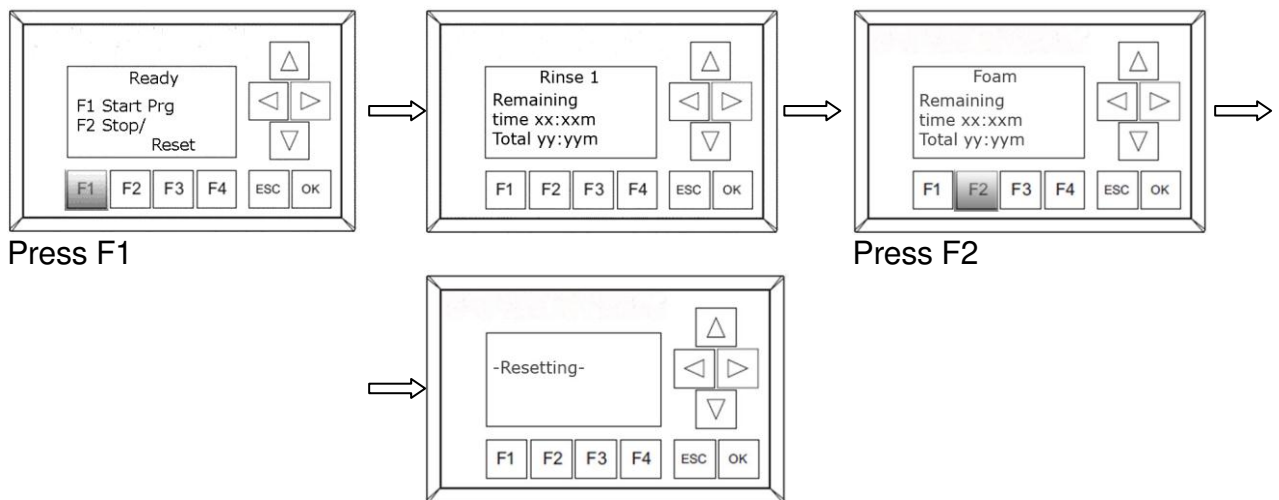 Ready
F1 Start Prg
F2 Stop/
Reset
F1 F2 F3 F4 ESC OK
Press F1
Rinse 1
Remaining
time xx:xxm
Total yy:yym
F1 F2 F3 F4 ESC OK
Foam
Remaining
time xx:xxm
Total yy:yym
F1 F2 F3 F4 ESC OK
Press F2
-Resetting-
F1 F2 F3 F4 ESC OK